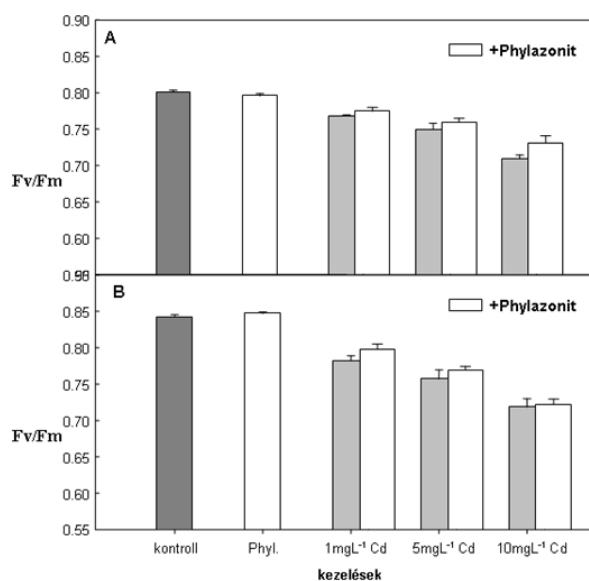 0.90
A
+Phylazonit
0.85
0.80
0.75
0.70
Fv/Fm
0.65
0.60
B
+Phylazonit
0.85
0.80
0.75
0.70
Fv/Fm
0.65
0.60
0.55
kontroll Phyl. 1mgL⁻¹ Cd 5mgL⁻¹ Cd 10mgL⁻¹ Cd
kezelések